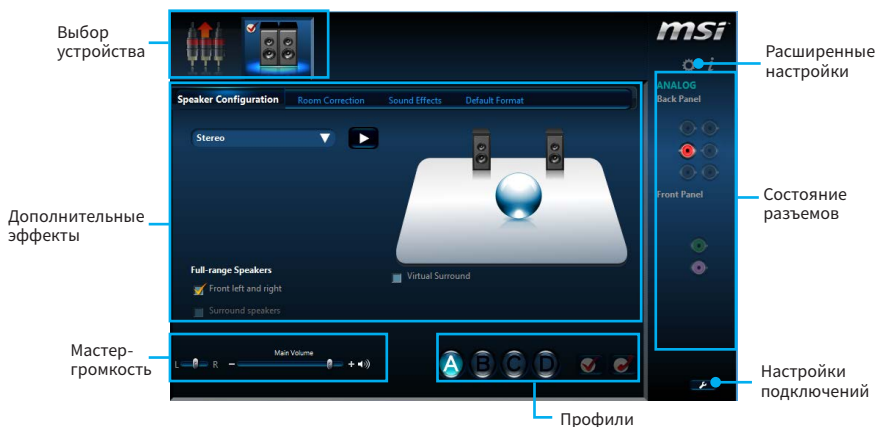 Выбор
устройства
msi
i
Расширенные
настройки
ANALOG
Back Panel
Speaker Configuration
Room Correction
Sound Effects
Default Format
Stereo
Front Panel
Состояние
разъемов
Дополнительные
эффекты
Full-range Speakers
Front left and right
Surround speakers
Virtual Surround
Мастер-
громкость
L R
Main Volume
- +
A B C D
Настройки
подключений
Профили